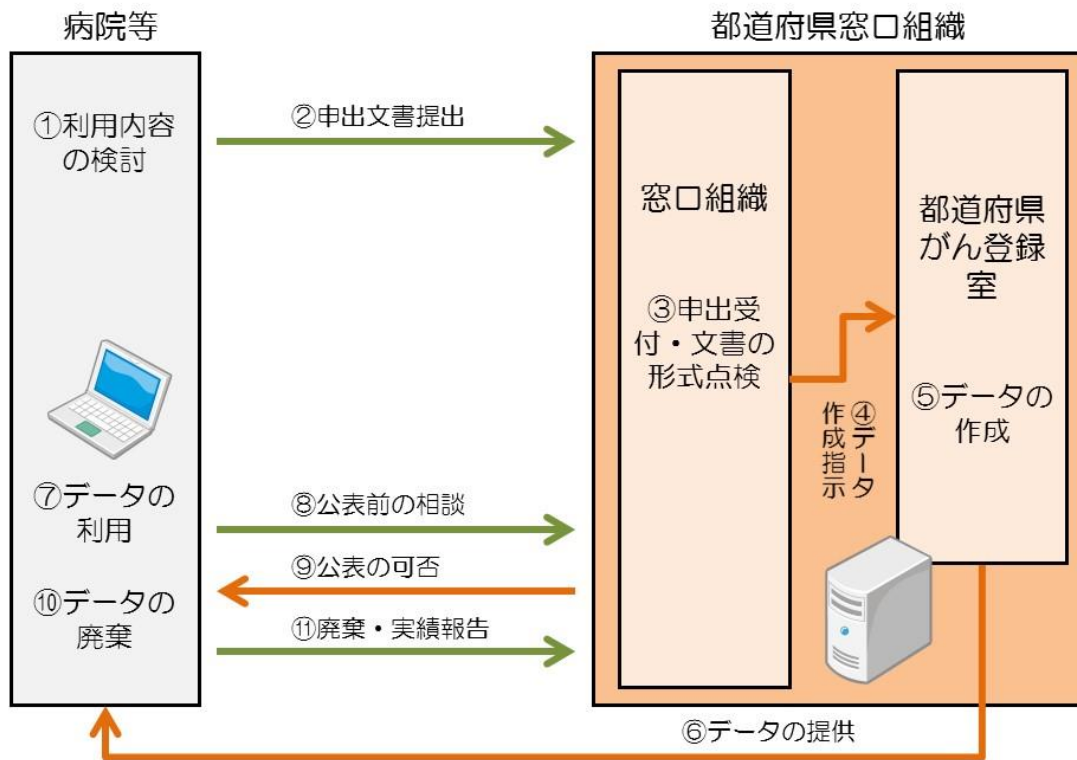 病院等
都道府県窓口組織
①利用内容
の検討
②申出文書提出
窓口組織
③申出受
付・文書の
形式点検
④データ
作成指示
都道府県
がん登録
室
⑤データの
作成
⑦データの
利用
⑧公表前の相談
⑨公表の可否
⑩データの
廃棄
⑪廃棄・実績報告
⑥データの提供